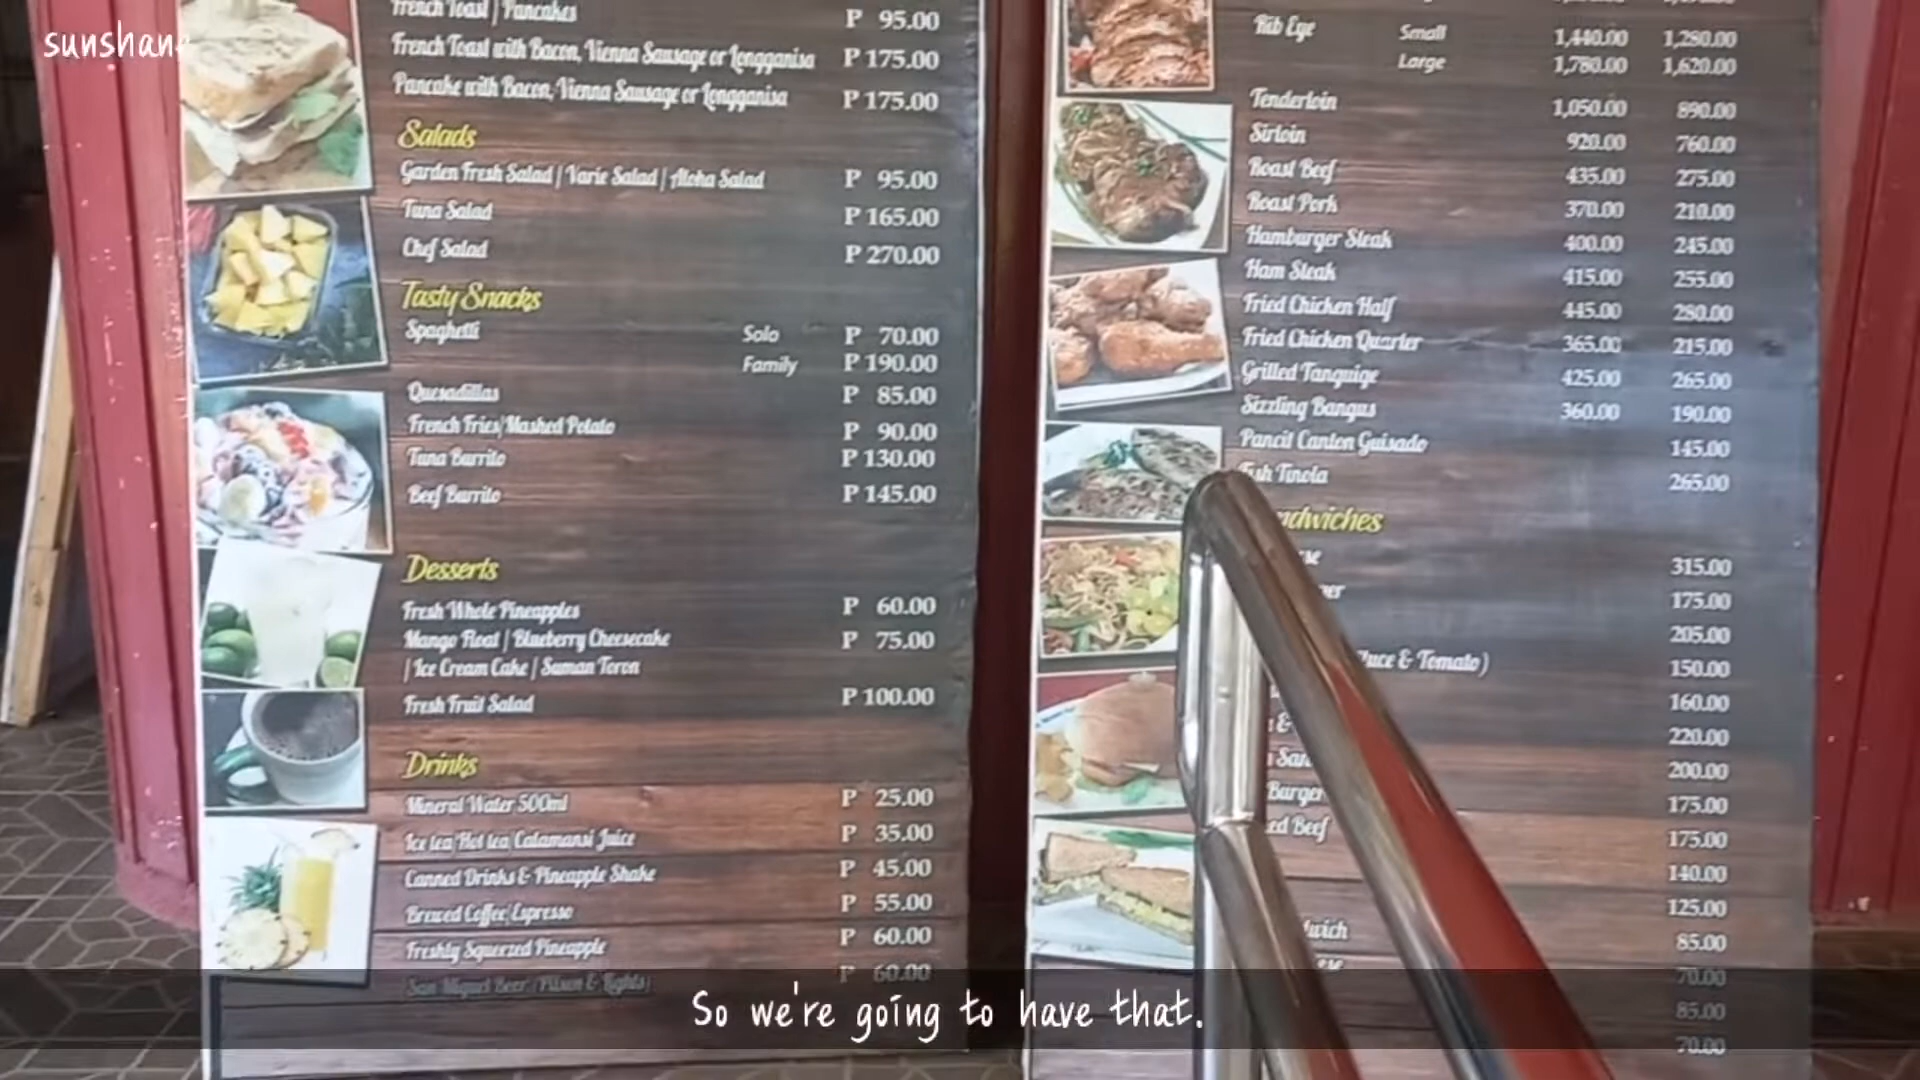 sunshan
French Toast / Pancakes P 95.00
French Toast with Bacon, Vienna Sausage or Longganisa P 175.00
Pancake with Bacon, Vienna Sausage or Longganisa P 175.00
Salads
Garden Fresh Salad / Varie Salad / Aloha Salad P 95.00
Tuna Salad P 165.00
Chef Salad P 270.00
Tasty Snacks
Spaghetti Solo P 70.00
Family P 190.00
Quesadillas P 85.00
French Fries/Mashed Potato P 90.00
Tuna Burrito P 130.00
Beef Burrito P 145.00
Desserts
Fresh Whole Pineapples P 60.00
Mango Float / Blueberry Cheesecake P 75.00
/ Ice Cream Cake / Suman Toron
Fresh Fruit Salad P 100.00
Drinks
Mineral Water 500ml P 25.00
Ice tea/Hot tea/Calamansi Juice P 35.00
Canned Drinks & Pineapple Shake P 45.00
Brewed Coffee/Espresso P 55.00
Freshly Squeezed Pineapple P 60.00
San Miguel Beer (Pilsen & Lights) P 60.00
Rib Eye Small 1,440.00 1,280.00
Large 1,780.00 1,620.00
Tenderloin 1,050.00 890.00
Sirloin 920.00 760.00
Roast Beef 435.00 275.00
Roast Pork 370.00 210.00
Hamburger Steak 400.00 245.00
Ham Steak 415.00 255.00
Fried Chicken Half 445.00 280.00
Fried Chicken Quarter 365.00 215.00
Grilled Tanguige 425.00 265.00
Sizzling Bangus 360.00 190.00
Pancit Canton Guisado 145.00
Fish Tinola 265.00
dwiches
315.00
175.00
205.00
& Tomato) 150.00
160.00
& 220.00
200.00
Burger 175.00
ed Beef 175.00
140.00
125.00
wich 85.00
70.00
85.00
70.00
So we're going to have that.